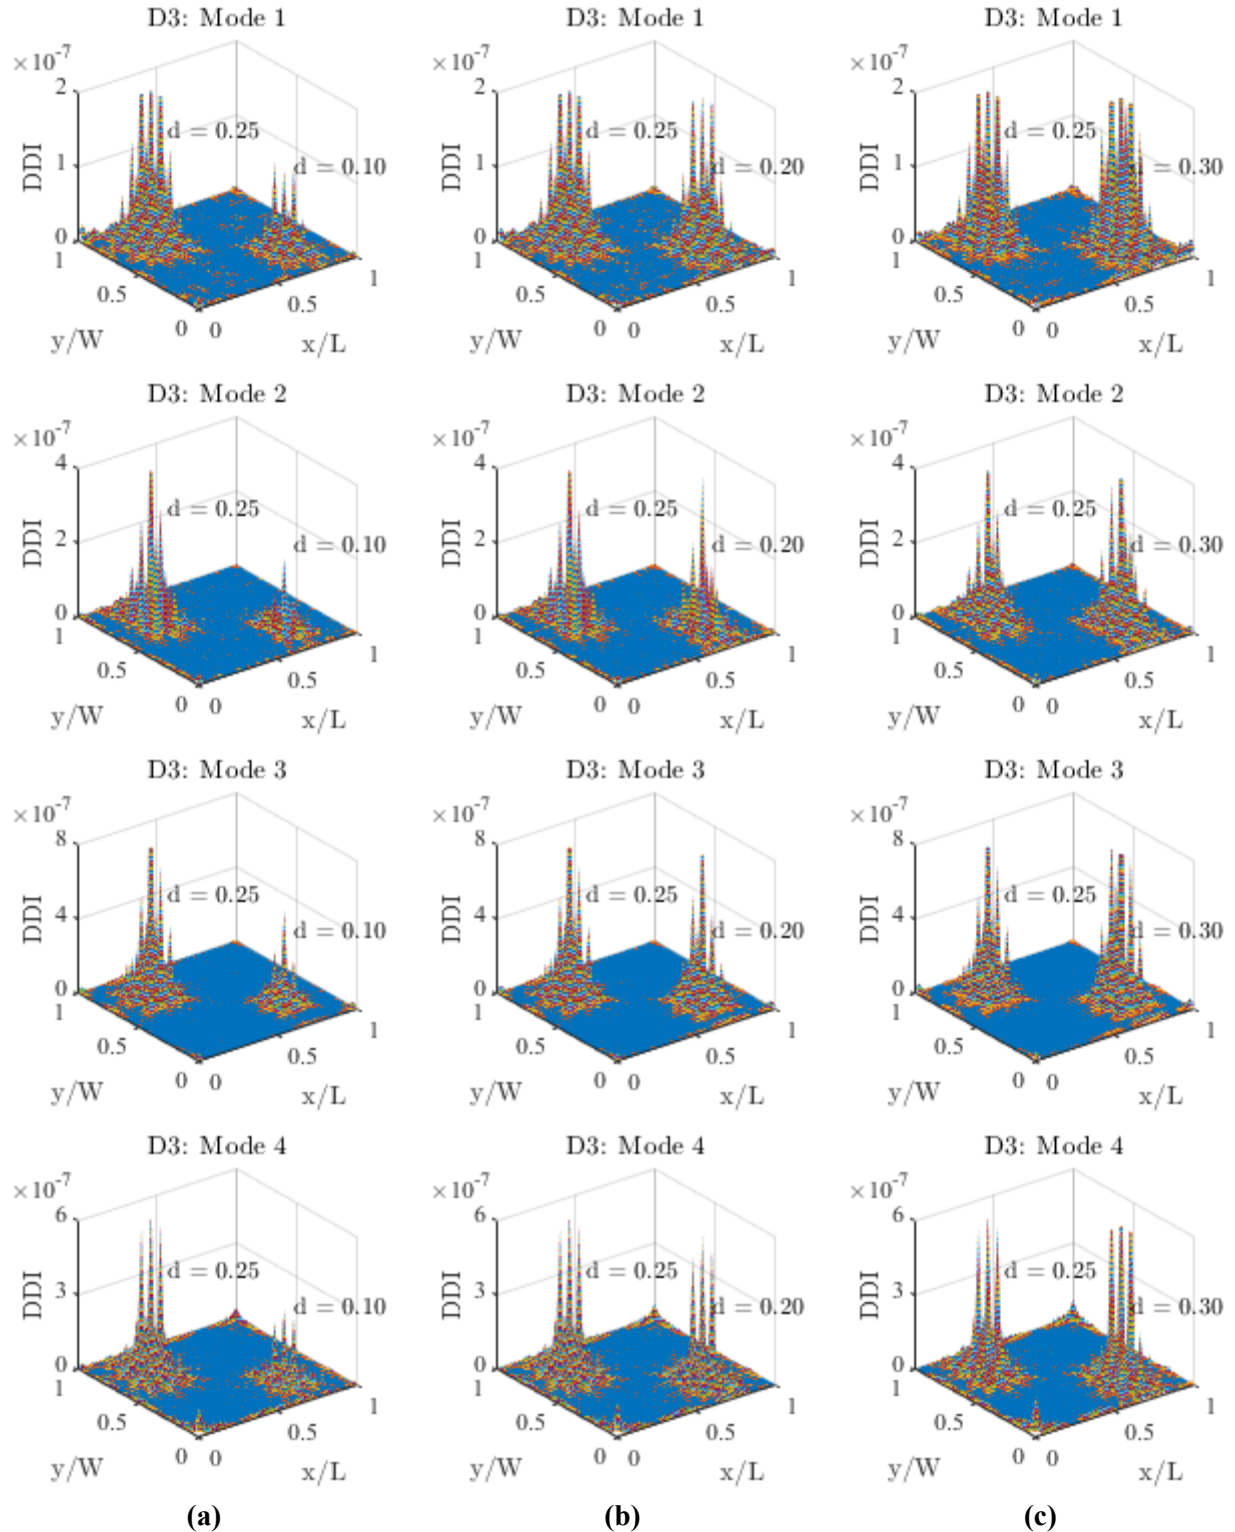 D3: Mode 1
×10-7
2
1
0
DDI
d = 0.25
d = 0.10
1
0.5
0
y/W
0
0.5
1
x/L
D3: Mode 1
×10-7
2
1
0
DDI
d = 0.25
d = 0.20
1
0.5
0
y/W
0
0.5
1
x/L
D3: Mode 1
×10-7
2
1
0
DDI
d = 0.25
d = 0.30
1
0.5
0
y/W
0
0.5
1
x/L
D3: Mode 2
×10-7
4
2
0
DDI
d = 0.25
d = 0.10
1
0.5
0
y/W
0
0.5
1
x/L
D3: Mode 2
×10-7
4
2
0
DDI
d = 0.25
d = 0.20
1
0.5
0
y/W
0
0.5
1
x/L
D3: Mode 2
×10-7
4
2
0
DDI
d = 0.25
d = 0.30
1
0.5
0
y/W
0
0.5
1
x/L
D3: Mode 3
×10-7
8
4
0
DDI
d = 0.25
d = 0.10
1
0.5
0
y/W
0
0.5
1
x/L
D3: Mode 3
×10-7
8
4
0
DDI
d = 0.25
d = 0.20
1
0.5
0
y/W
0
0.5
1
x/L
D3: Mode 3
×10-7
8
4
0
DDI
d = 0.25
d = 0.30
1
0.5
0
y/W
0
0.5
1
x/L
D3: Mode 4
×10-7
6
3
0
DDI
d = 0.25
d = 0.10
1
0.5
0
y/W
0
0.5
1
x/L
D3: Mode 4
×10-7
6
3
0
DDI
d = 0.25
d = 0.20
1
0.5
0
y/W
0
0.5
1
x/L
D3: Mode 4
×10-7
6
3
0
DDI
d = 0.25
d = 0.30
1
0.5
0
y/W
0
0.5
1
x/L
(a)
(b)
(c)